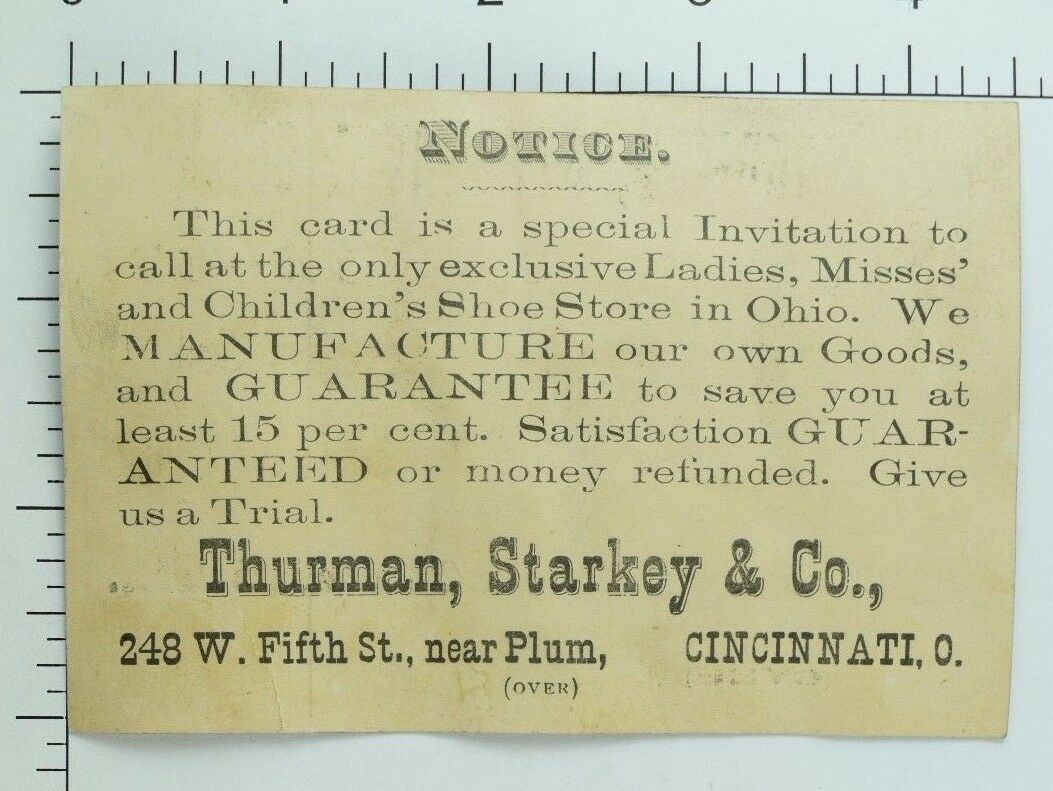 NOTICE.
This card is a special Invitation to
call at the only exclusive Ladies, Misses'
and Children's Shoe Store in Ohio. We
MANUFACTURE our own Goods,
and GUARANTEE to save you at
least 15 per cent. Satisfaction GUAR-
ANTEED or money refunded. Give
us a Trial.
Thurman, Starkey & Co.,
248 W. Fifth St., near Plum, CINCINNATI, O.
(OVER)